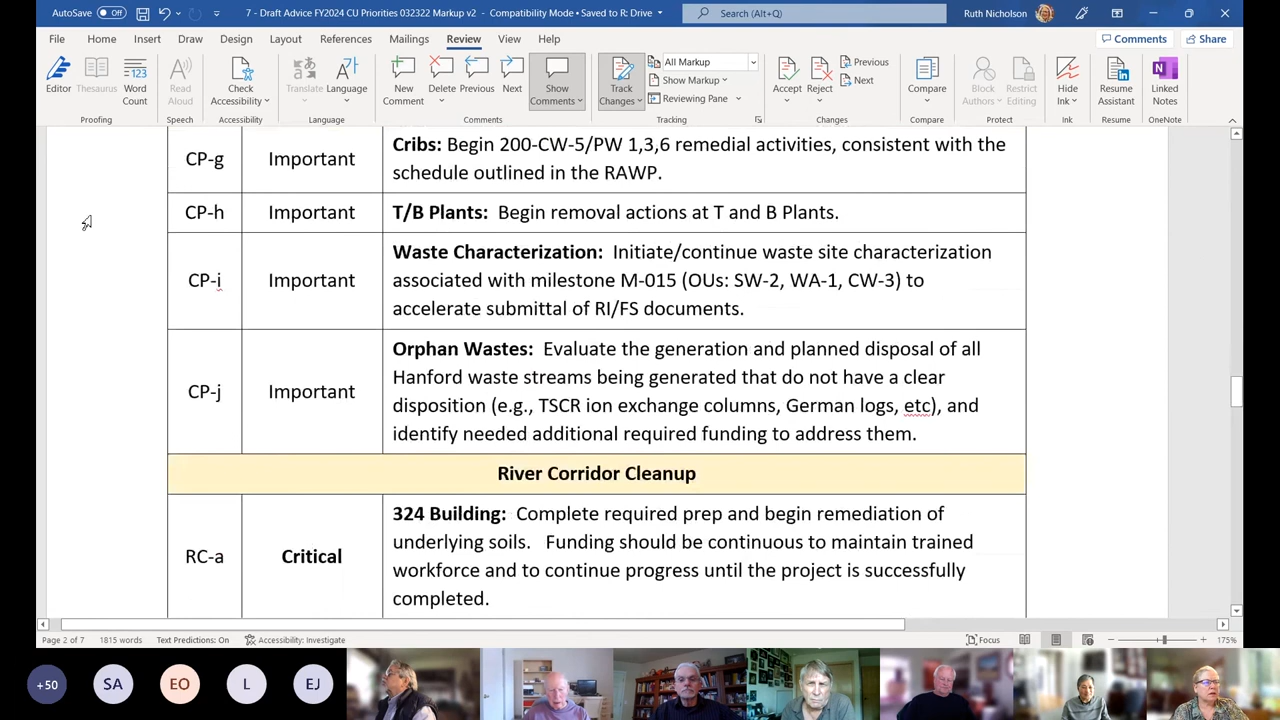 AutoSave Off
7 - Draft Advice FY2024 CU Priorities 032322 Markup v2 - Compatibility Mode • Saved to R: Drive
Search (Alt+Q)
Ruth Nicholson
File Home Insert Draw Design Layout References Mailings Review View Help
Comments Share
Editor
Thesaurus
Word Count
Proofing
Read Aloud
Speech
Check Accessibility
Accessibility
Translate
Language
Language
New Comment
Delete
Previous
Next
Show Comments
Comments
Track Changes
All Markup
Show Markup
Reviewing Pane
Tracking
Accept
Reject
Previous
Next
Changes
Compare
Compare
Block Authors
Restrict Editing
Protect
Hide Ink
Ink
Resume Assistant
Resume
Linked Notes
OneNote
CP-g
Important
Cribs: Begin 200-CW-5/PW 1,3,6 remedial activities, consistent with the
schedule outlined in the RAWP.
CP-h
Important
T/B Plants: Begin removal actions at T and B Plants.
CP-i
Important
Waste Characterization: Initiate/continue waste site characterization
associated with milestone M-015 (OUs: SW-2, WA-1, CW-3) to
accelerate submittal of RI/FS documents.
CP-j
Important
Orphan Wastes: Evaluate the generation and planned disposal of all
Hanford waste streams being generated that do not have a clear
disposition (e.g., TSCR ion exchange columns, German logs, etc), and
identify needed additional required funding to address them.
River Corridor Cleanup
RC-a
Critical
324 Building: Complete required prep and begin remediation of
underlying soils. Funding should be continuous to maintain trained
workforce and to continue progress until the project is successfully
completed.
Page 2 of 7 1815 words Text Predictions: On Accessibility: Investigate
Focus
175%
+50 SA EO L EJ